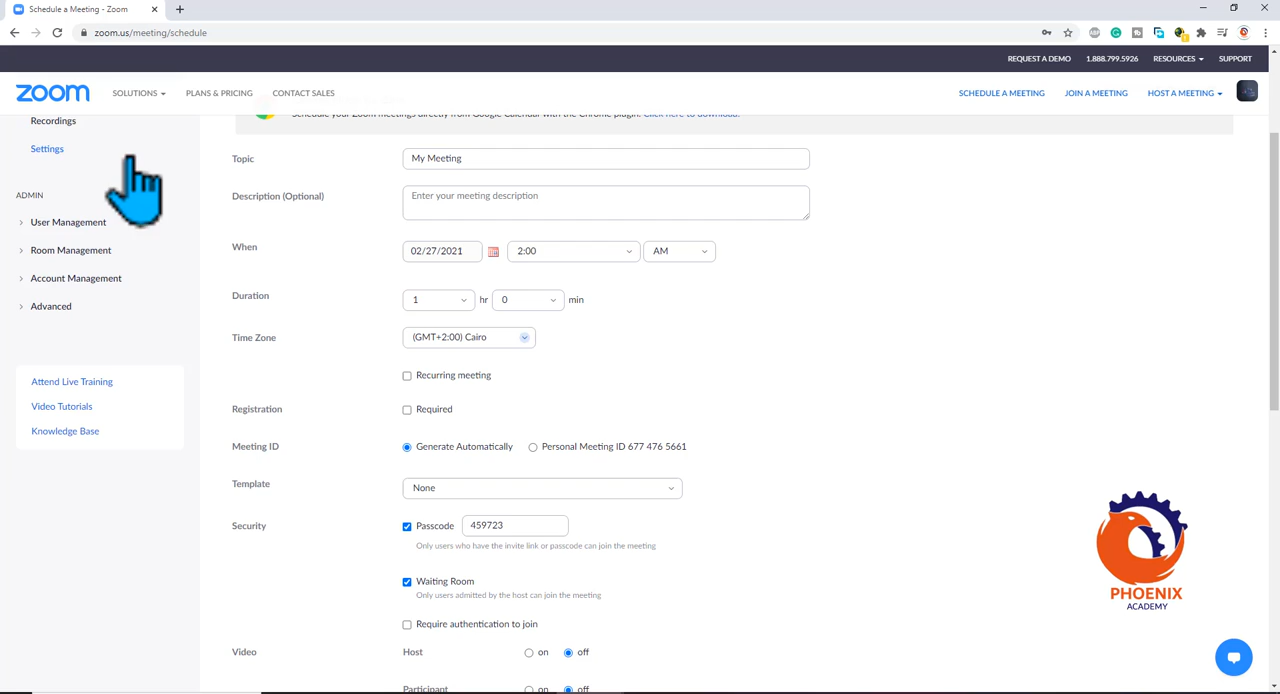 Schedule a Meeting - Zoom
zoom.us/meeting/schedule
REQUEST A DEMO 1.888.799.5926 RESOURCES SUPPORT
zoom SOLUTIONS PLANS & PRICING CONTACT SALES SCHEDULE A MEETING JOIN A MEETING HOST A MEETING
Schedule your Zoom meetings directly from Google Calendar with the Chrome plugin. Click here to download.
Recordings
Settings
ADMIN
User Management
Room Management
Account Management
Advanced
Attend Live Training
Video Tutorials
Knowledge Base
Topic My Meeting
Description (Optional) Enter your meeting description
When 02/27/2021 2:00 AM
Duration 1 hr 0 min
Time Zone (GMT+2:00) Cairo
Recurring meeting
Registration Required
Meeting ID Generate Automatically Personal Meeting ID 677 476 5661
Template None
Security Passcode 459723
Only users who have the invite link or passcode can join the meeting
Waiting Room
Only users admitted by the host can join the meeting
Require authentication to join
Video Host on off
Participant on off
PHOENIX
ACADEMY